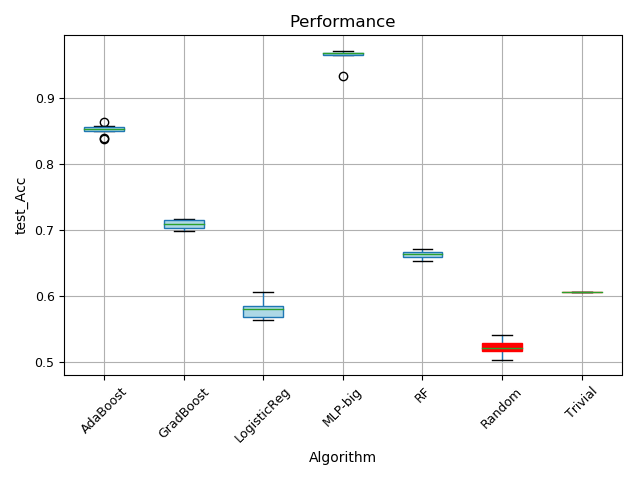 Performance
test_Acc
0.9
0.8
0.7
0.6
0.5
AdaBoost
GradBoost
LogisticReg
MLP-big
RF
Random
Trivial
Algorithm